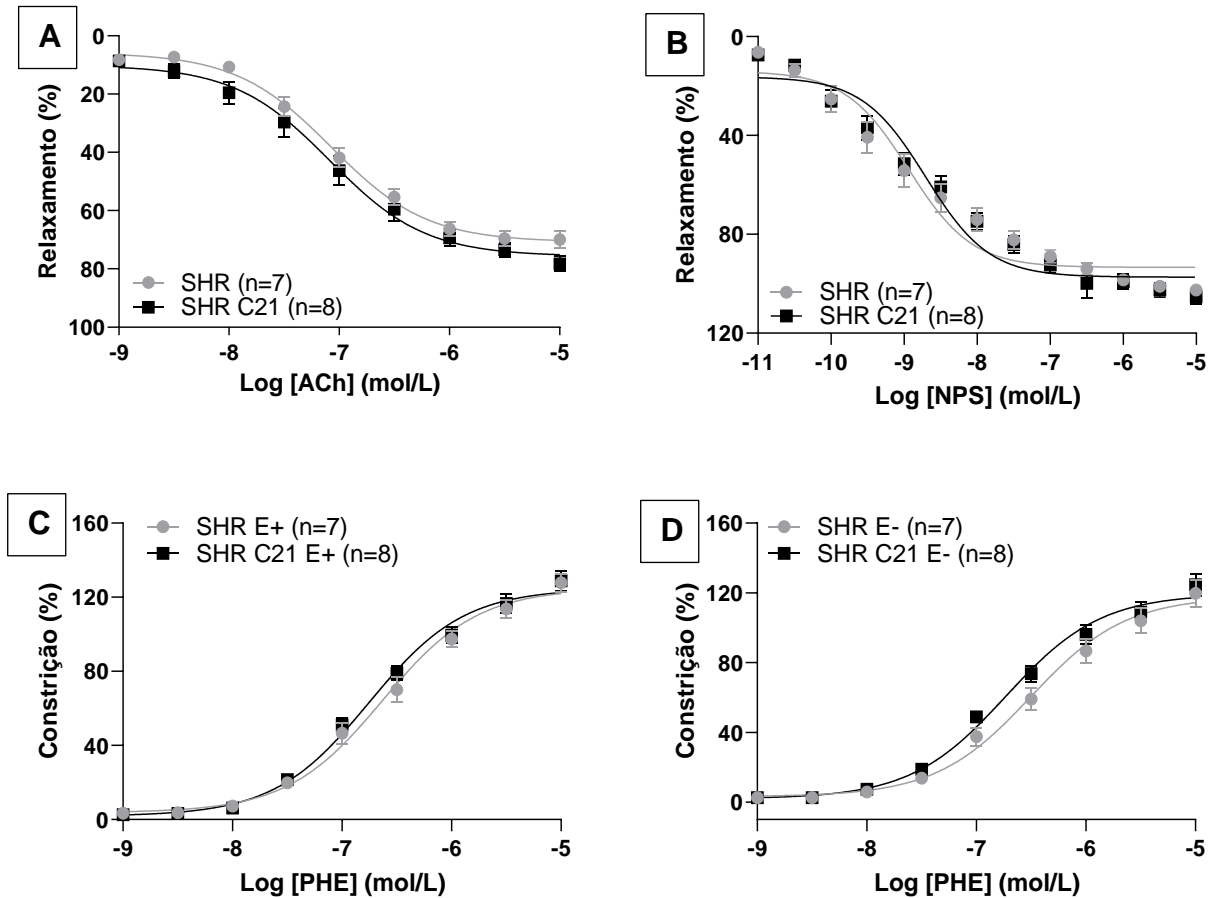 A
0
20
40
60
80
100
Relaxamento (%)
SHR (n=7)
SHR C21 (n=8)
-9 -8 -7 -6 -5
Log [ACh] (mol/L)
B
0
40
80
120
Relaxamento (%)
SHR (n=7)
SHR C21 (n=8)
-11 -10 -9 -8 -7 -6 -5
Log [NPS] (mol/L)
C
160
120
80
40
0
Constrição (%)
SHR E+ (n=7)
SHR C21 E+ (n=8)
-9 -8 -7 -6 -5
Log [PHE] (mol/L)
D
160
120
80
40
0
Constrição (%)
SHR E- (n=7)
SHR C21 E- (n=8)
-9 -8 -7 -6 -5
Log [PHE] (mol/L)